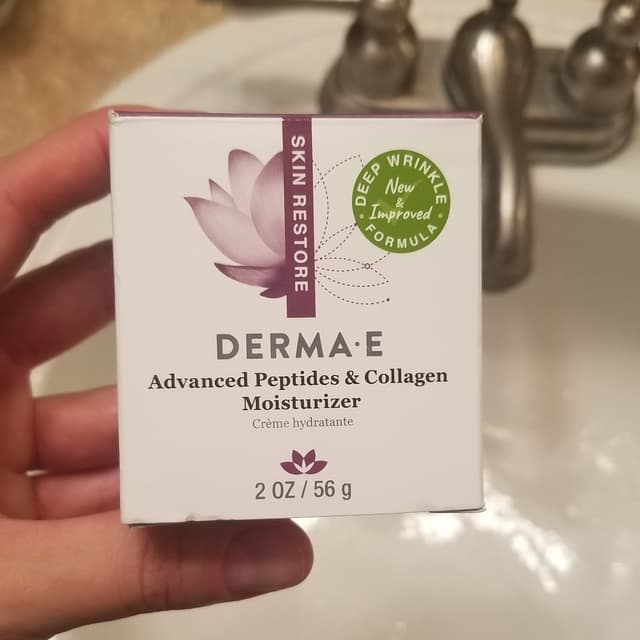 SKIN RESTORE
DEEP WRINKLE
New
&
Improved
FORMULA
DERMA·E
Advanced Peptides & Collagen
Moisturizer
Crème hydratante
2 OZ / 56 g